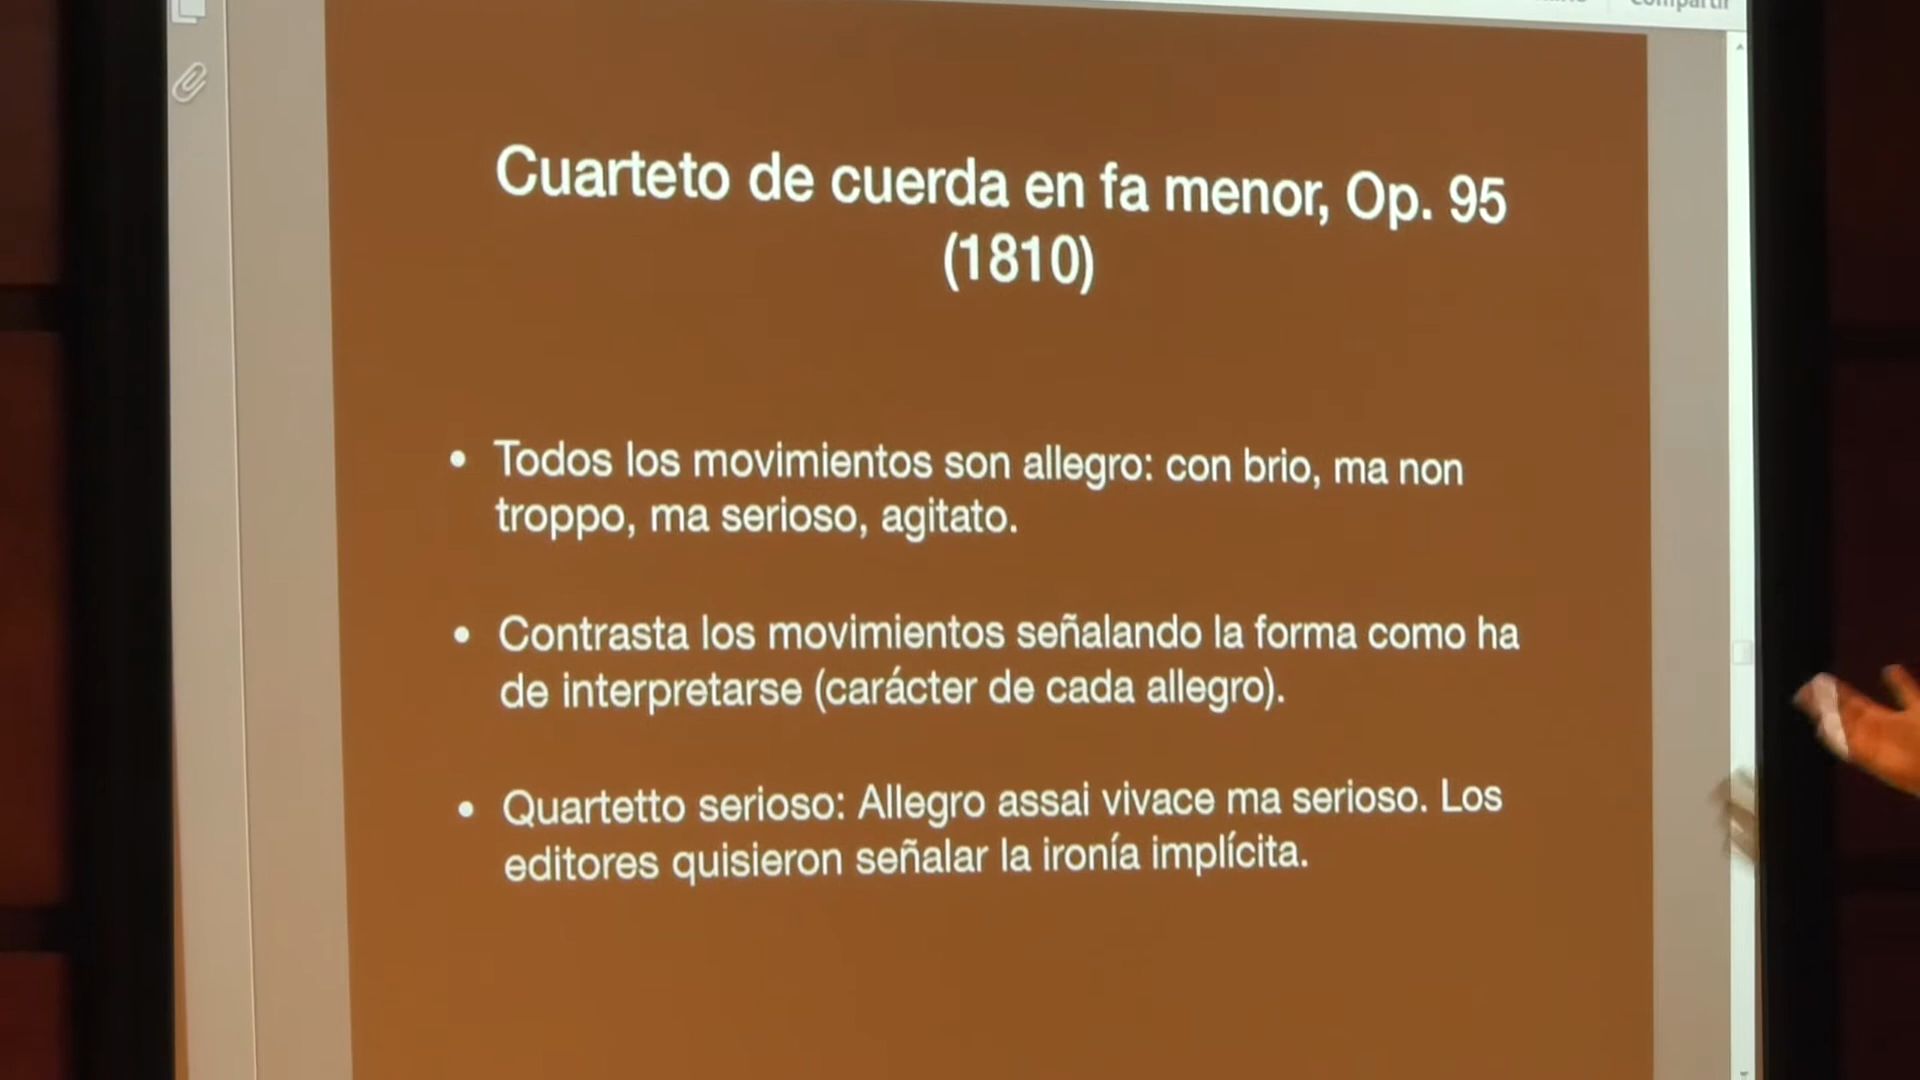 Compartir
Cuarteto de cuerda en fa menor, Op. 95
(1810)
• Todos los movimientos son allegro: con brio, ma non
troppo, ma serioso, agitato.
• Contrasta los movimientos señalando la forma como ha
de interpretarse (carácter de cada allegro).
• Quartetto serioso: Allegro assai vivace ma serioso. Los
editores quisieron señalar la ironía implícita.